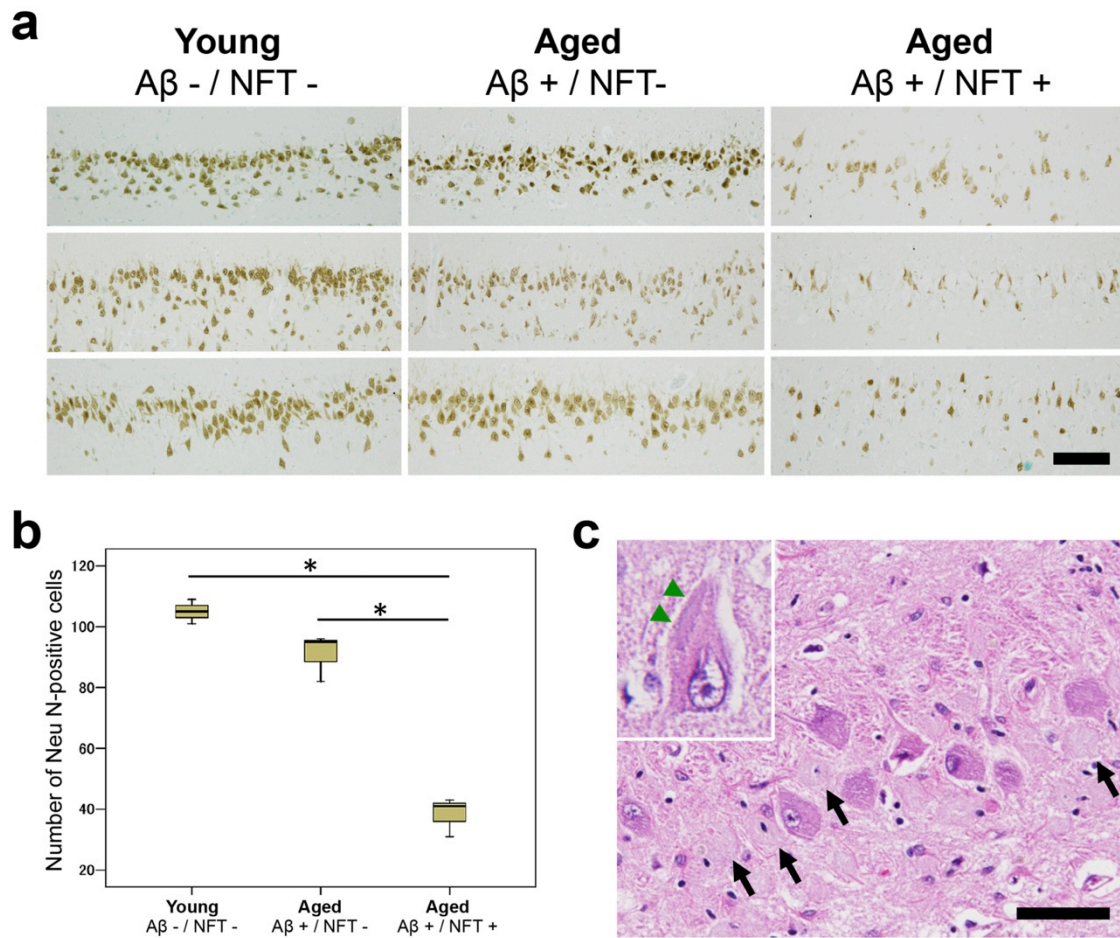 a
Young
Aβ - / NFT -
Aged
Aβ + / NFT-
Aged
Aβ + / NFT +
b
Number of Neu N-positive cells
120
100
80
60
40
20
*
*
Young
Aβ - / NFT -
Aged
Aβ + / NFT -
Aged
Aβ + / NFT +
c